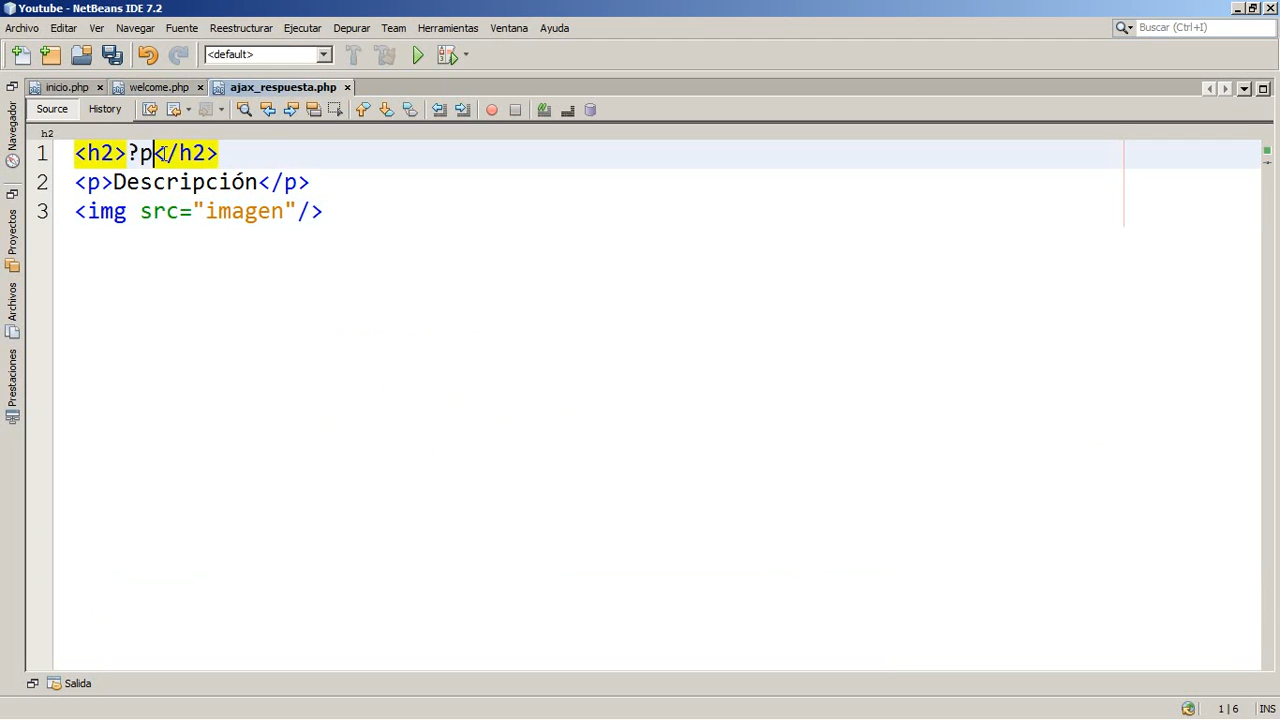 Youtube - NetBeans IDE 7.2
Archivo Editar Ver Navegar Fuente Reestructurar Ejecutar Depurar Team Herramientas Ventana Ayuda
Buscar (Ctrl+I)
<default>
inicio.php welcome.php ajax_respuesta.php
Source History
h2
1 <h2>?p</h2>
2 <p>Descripción</p>
3 <img src="imagen"/>
Navegador
Proyectos
Archivos
Prestaciones
Salida
1 | 6 INS